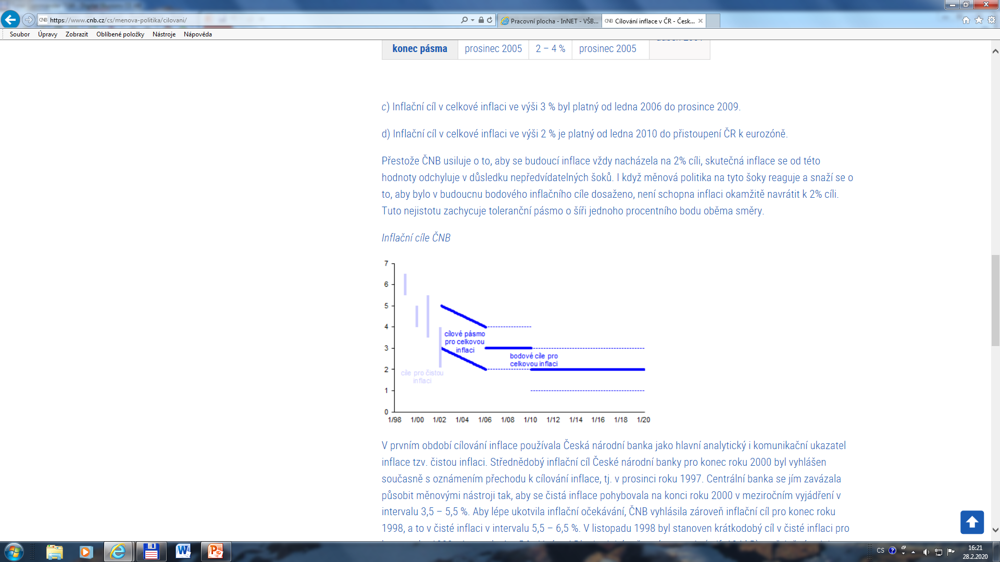 https://www.cnb.cz/cs/menova-politika/cilovani/
Pracovní plocha - InNET - VŠB...
Cílování inflace v ČR - Česk...
Soubor Úpravy Zobrazit Oblíbené položky Nástroje Nápověda
konec pásma prosinec 2005 2 – 4 % prosinec 2005
c) Inflační cíl v celkové inflaci ve výši 3 % byl platný od ledna 2006 do prosince 2009.
d) Inflační cíl v celkové inflaci ve výši 2 % je platný od ledna 2010 do přistoupení ČR k eurozóně.
Přestože ČNB usiluje o to, aby se budoucí inflace vždy nacházela na 2% cíli, skutečná inflace se od této
hodnoty odchyluje v důsledku nepředvídatelných šoků. I když měnová politika na tyto šoky reaguje a snaží se o
to, aby bylo v budoucnu bodového inflačního cíle dosaženo, není schopna inflaci okamžitě navrátit k 2% cíli.
Tuto nejistotu zachycuje toleranční pásmo o šíři jednoho procentního bodu oběma směry.
Inflační cíle ČNB
7
6
5
4
3
2
1
0
cílové pásmo
pro celkovou
inflaci
bodové cíle pro
celkovou inflaci
cíle pro čistou
inflaci
1/98 1/00 1/02 1/04 1/06 1/08 1/10 1/12 1/14 1/16 1/18 1/20
V prvním období cílování inflace používala Česká národní banka jako hlavní analytický i komunikační ukazatel
inflace tzv. čistou inflaci. Střednědobý inflační cíl České národní banky pro konec roku 2000 byl vyhlášen
současně s oznámením přechodu k cílování inflace, tj. v prosinci roku 1997. Centrální banka se jím zavázala
působit měnovými nástroji tak, aby se čistá inflace pohybovala na konci roku 2000 v meziročním vyjádření v
intervalu 3,5 – 5,5 %. Aby lépe ukotvila inflační očekávání, ČNB vyhlásila zároveň inflační cíl pro konec roku
1998, a to v čisté inflaci v intervalu 5,5 – 6,5 %. V listopadu 1998 byl stanoven krátkodobý cíl v čisté inflaci pro
CS
16:21
28.2.2020